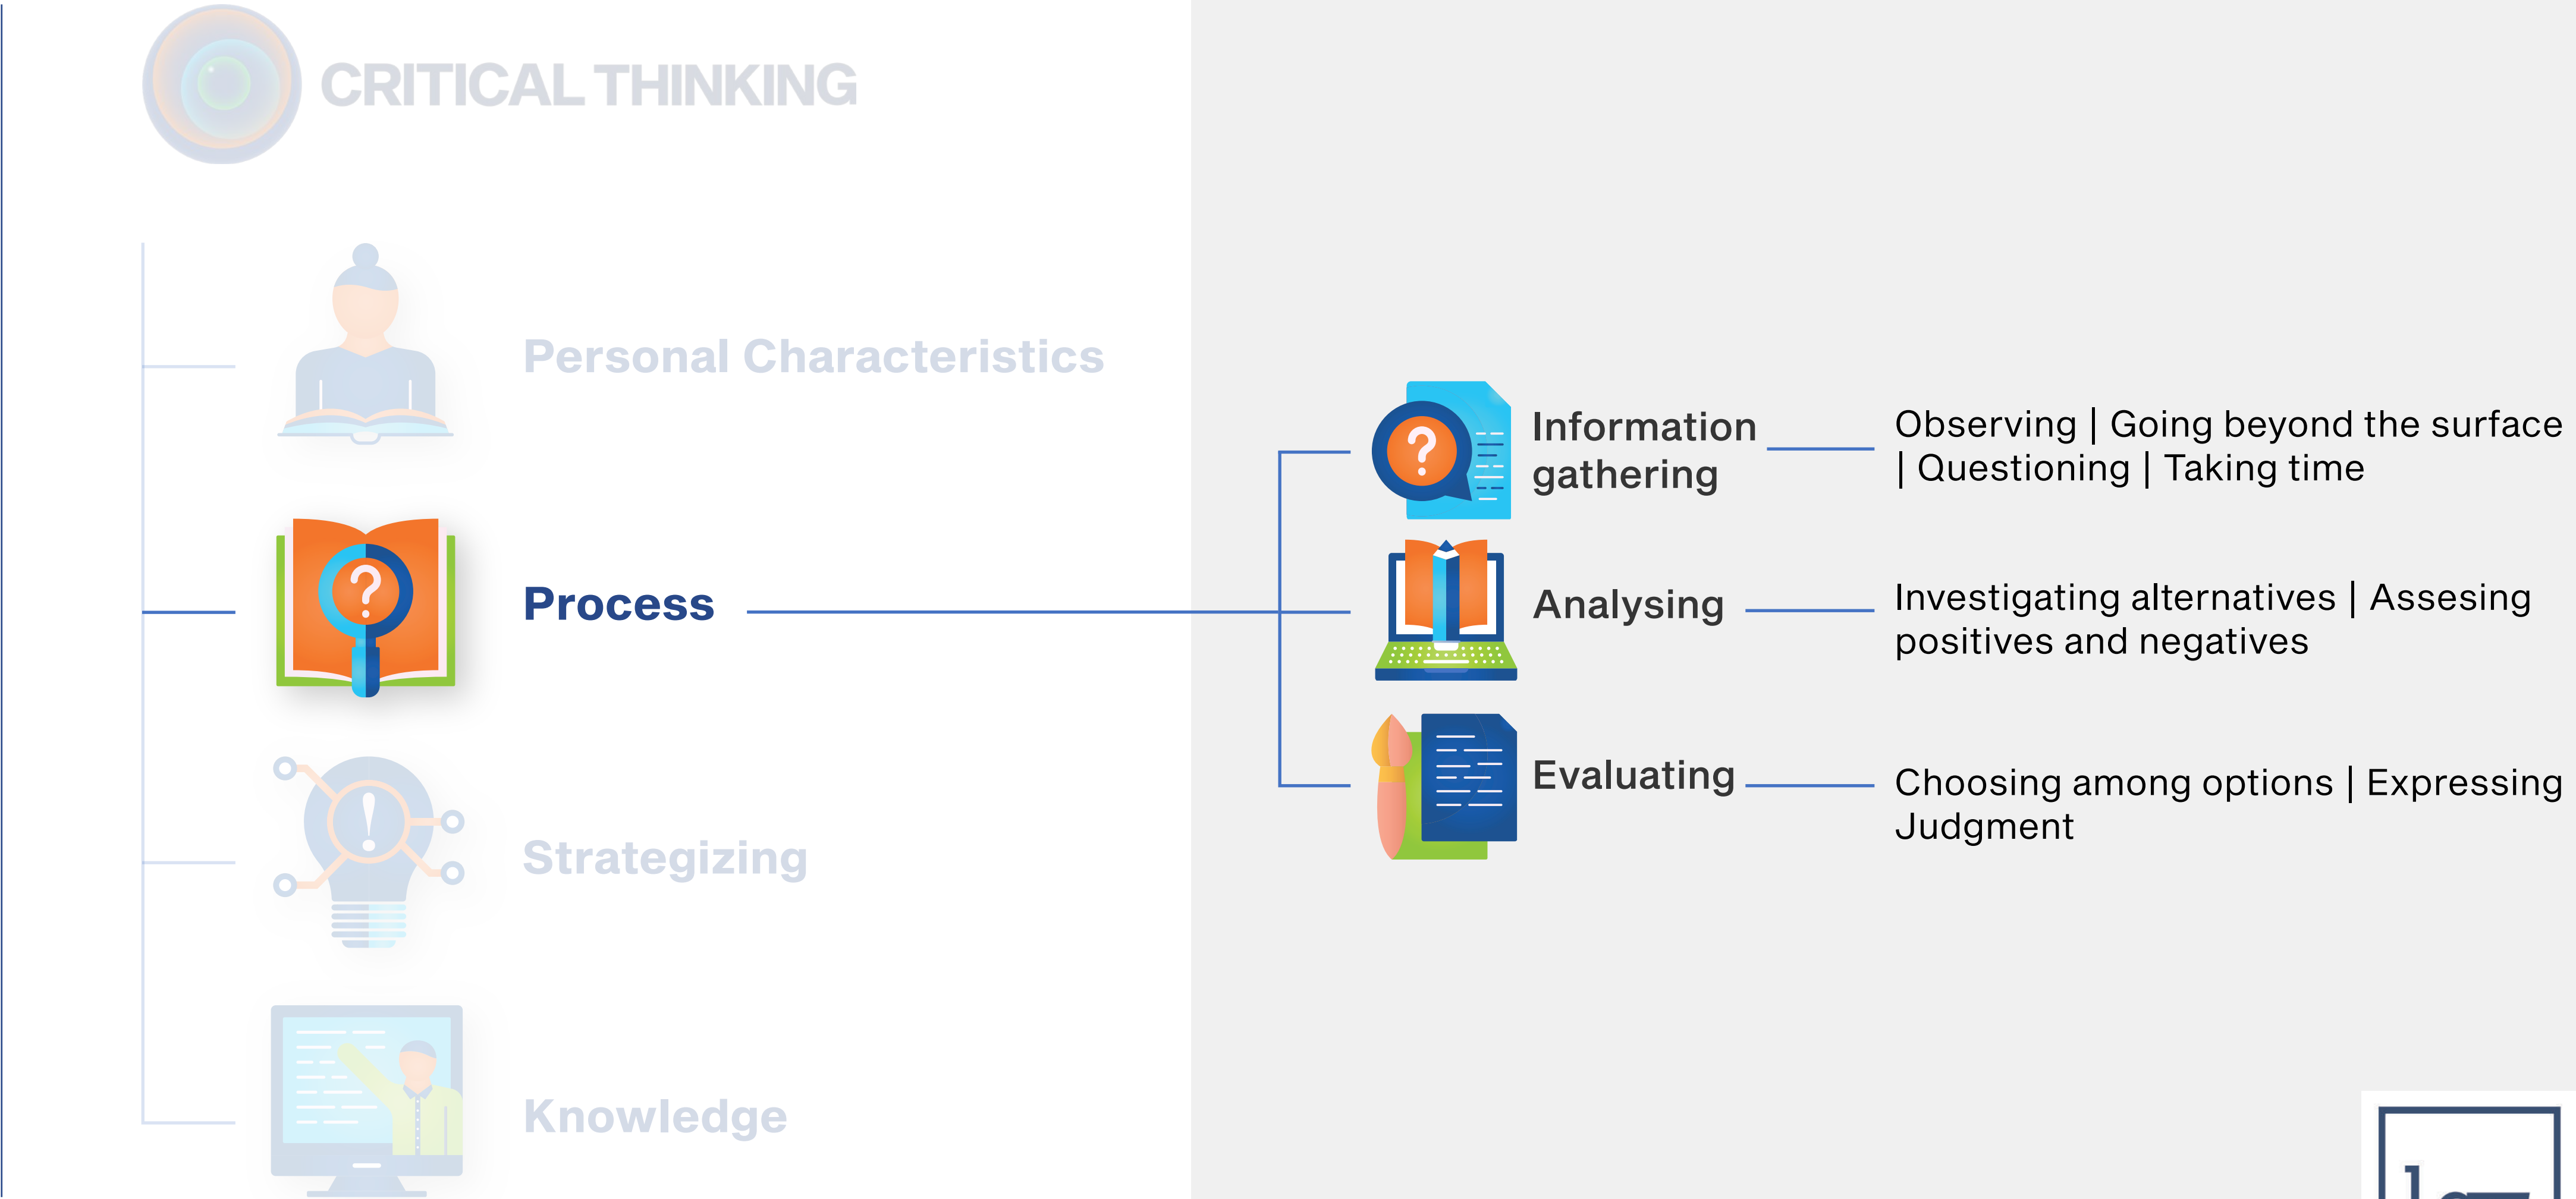 CRITICAL THINKING
Personal Characteristics
Process
Strategizing
Knowledge
Information
gathering
Observing | Going beyond the surface
| Questioning | Taking time
Analysing
Investigating alternatives | Assesing
positives and negatives
Evaluating
Choosing among options | Expressing
Judgment